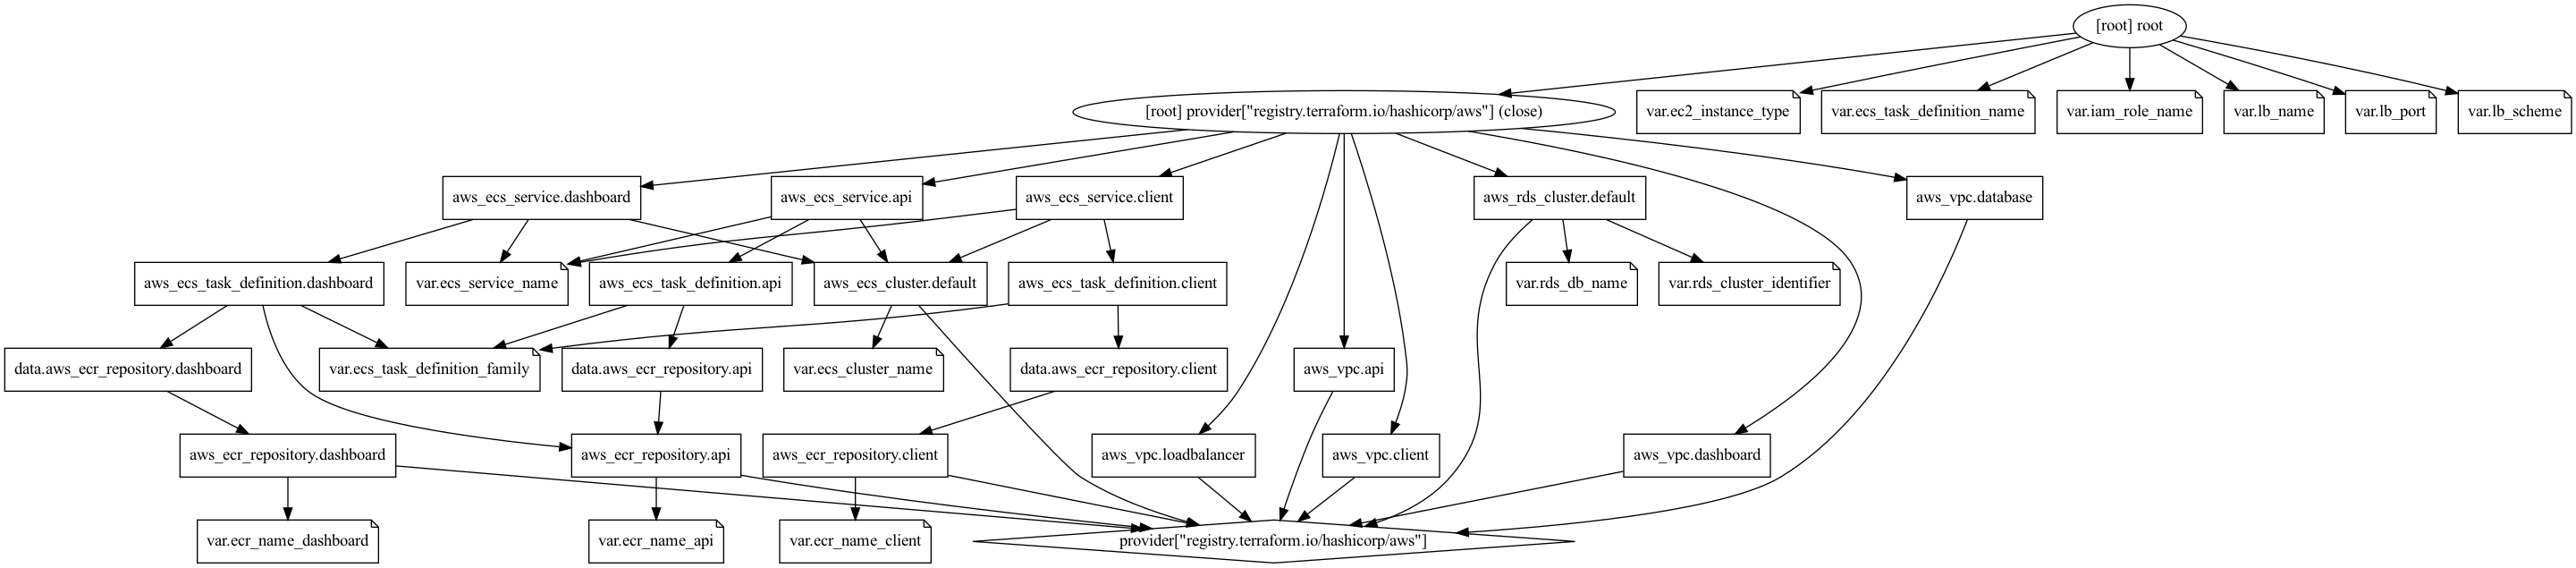 [root] root
[root] provider["registry.terraform.io/hashicorp/aws"] (close)
var.ec2_instance_type
var.ecs_task_definition_name
var.iam_role_name
var.lb_name
var.lb_port
var.lb_scheme
aws_ecs_service.dashboard
aws_ecs_service.api
aws_ecs_service.client
aws_rds_cluster.default
aws_vpc.database
aws_ecs_task_definition.dashboard
var.ecs_service_name
aws_ecs_task_definition.api
aws_ecs_cluster.default
aws_ecs_task_definition.client
var.rds_db_name
var.rds_cluster_identifier
data.aws_ecr_repository.dashboard
var.ecs_task_definition_family
data.aws_ecr_repository.api
var.ecs_cluster_name
data.aws_ecr_repository.client
aws_vpc.api
aws_ecr_repository.dashboard
aws_ecr_repository.api
aws_ecr_repository.client
aws_vpc.loadbalancer
aws_vpc.client
aws_vpc.dashboard
var.ecr_name_dashboard
var.ecr_name_api
var.ecr_name_client
provider["registry.terraform.io/hashicorp/aws"]